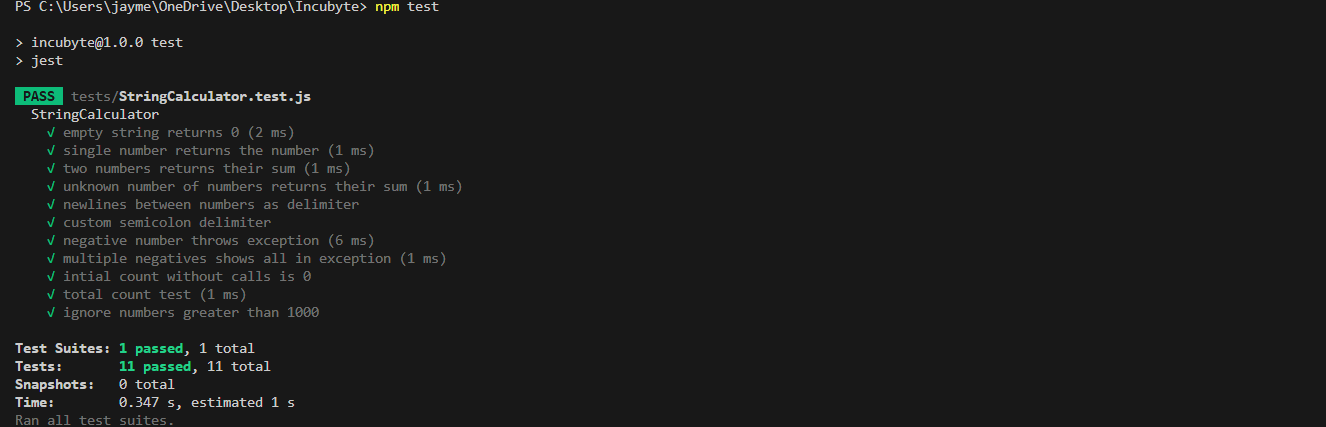 PS C:\Users\jayme\OneDrive\Desktop\Incubyte> npm test
> incubyte@1.0.0 test
> jest
PASS tests/StringCalculator.test.js
StringCalculator
√ empty string returns 0 (2 ms)
√ single number returns the number (1 ms)
√ two numbers returns their sum (1 ms)
√ unknown number of numbers returns their sum (1 ms)
√ newlines between numbers as delimiter
√ custom semicolon delimiter
√ negative number throws exception (6 ms)
√ multiple negatives shows all in exception (1 ms)
√ intial count without calls is 0
√ total count test (1 ms)
√ ignore numbers greater than 1000
Test Suites: 1 passed, 1 total
Tests: 11 passed, 11 total
Snapshots: 0 total
Time: 0.347 s, estimated 1 s
Ran all test suites.